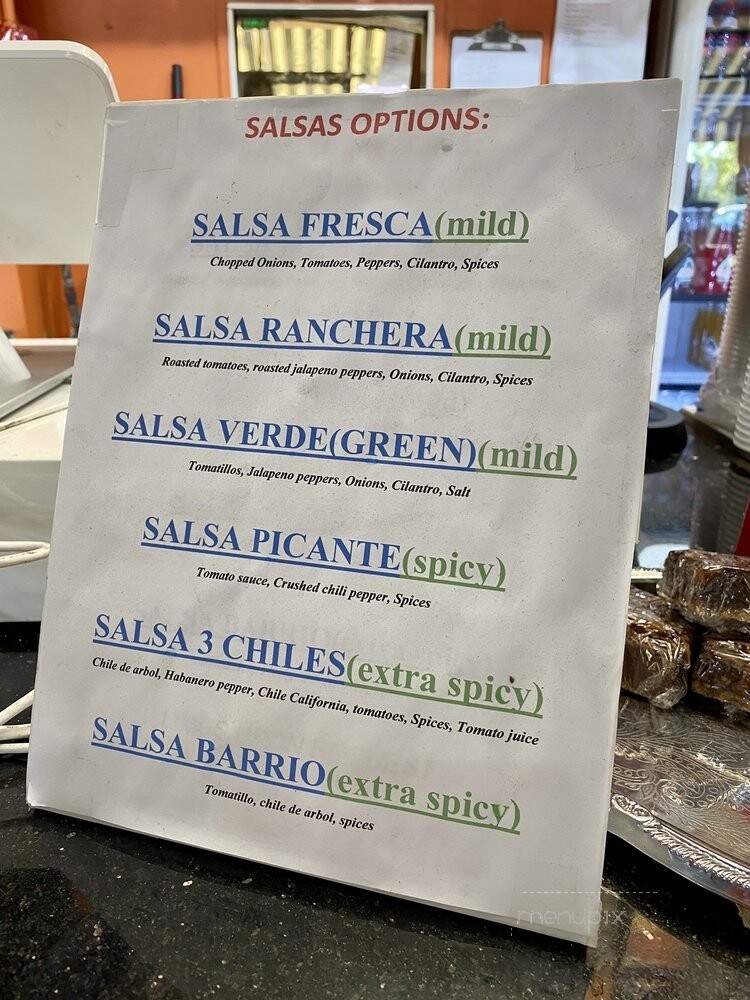 SALSAS OPTIONS:
SALSA FRESCA(mild)
Chopped Onions, Tomatoes, Peppers, Cilantro, Spices
SALSA RANCHERA(mild)
Roasted tomatoes, roasted jalapeno peppers, Onions, Cilantro, Spices
SALSA VERDE(GREEN)(mild)
Tomatillos, Jalapeno peppers, Onions, Cilantro, Salt
SALSA PICANTE(spicy)
Tomato sauce, Crushed chili pepper, Spices
SALSA 3 CHILES(extra spicy)
Chile de arbol, Habanero pepper, Chile California, tomatoes, Spices, Tomato juice
SALSA BARRIO(extra spicy)
Tomatillo, chile de arbol, spices
menupix